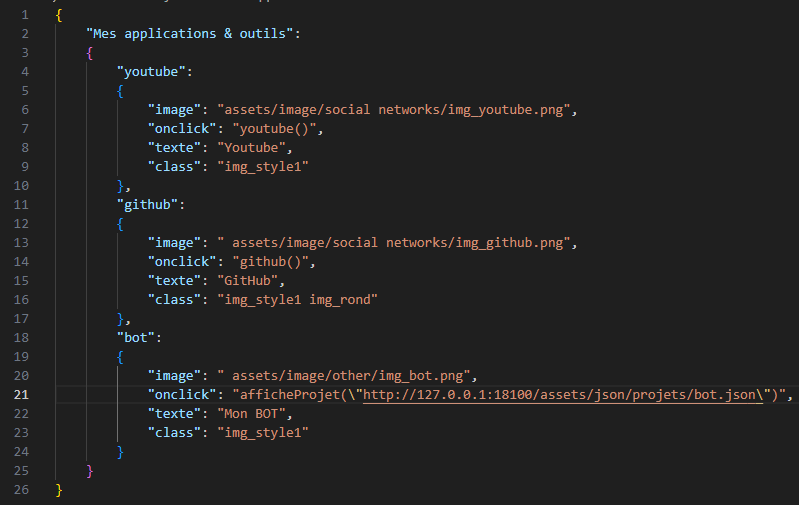 1 {
2     "Mes applications & outils":
3     {
4         "youtube":
5         {
6             "image": "assets/image/social networks/img_youtube.png",
7             "onclick": "youtube()",
8             "texte": "Youtube",
9             "class": "img_style1"
10         },
11         "github":
12         {
13             "image": " assets/image/social networks/img_github.png",
14             "onclick": "github()",
15             "texte": "GitHub",
16             "class": "img_style1 img_rond"
17         },
18         "bot":
19         {
20             "image": " assets/image/other/img_bot.png",
21             "onclick": "afficheProjet(\"http://127.0.0.1:18100/assets/json/projets/bot.json\")",
22             "texte": "Mon BOT",
23             "class": "img_style1"
24         }
25     }
26 }